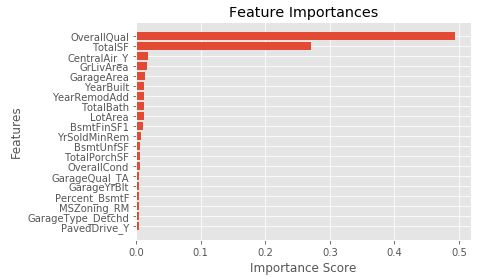 Feature Importances
OverallQual
TotalSF
CentralAir_Y
GrLivArea
GarageArea
YearBuilt
YearRemodAdd
TotalBath
LotArea
BsmtFinSF1
YrSoldMinRem
BsmtUnfSF
TotalPorchSF
OverallCond
GarageQual_TA
GarageYrBlt
Percent_BsmtF
MSZoning_RM
GarageType_Detchd
PavedDrive_Y
Features
0.0 0.1 0.2 0.3 0.4 0.5
Importance Score